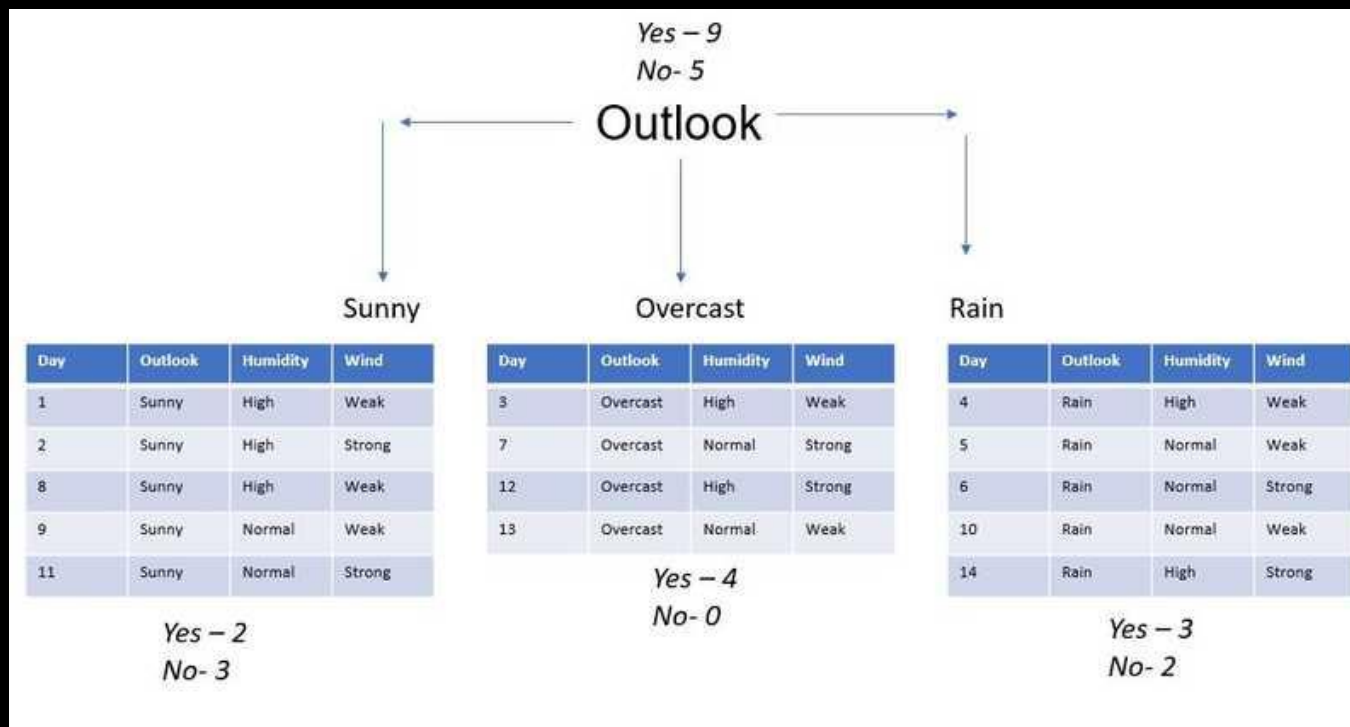 Yes – 9
No- 5
Outlook
Sunny
Overcast
Rain
Day Outlook Humidity Wind
1 Sunny High Weak
2 Sunny High Strong
8 Sunny High Weak
9 Sunny Normal Weak
11 Sunny Normal Strong
Yes – 2
No- 3
Day Outlook Humidity Wind
3 Overcast High Weak
7 Overcast Normal Strong
12 Overcast High Strong
13 Overcast Normal Weak
Yes – 4
No- 0
Day Outlook Humidity Wind
4 Rain High Weak
5 Rain Normal Weak
6 Rain Normal Strong
10 Rain Normal Weak
14 Rain High Strong
Yes – 3
No- 2